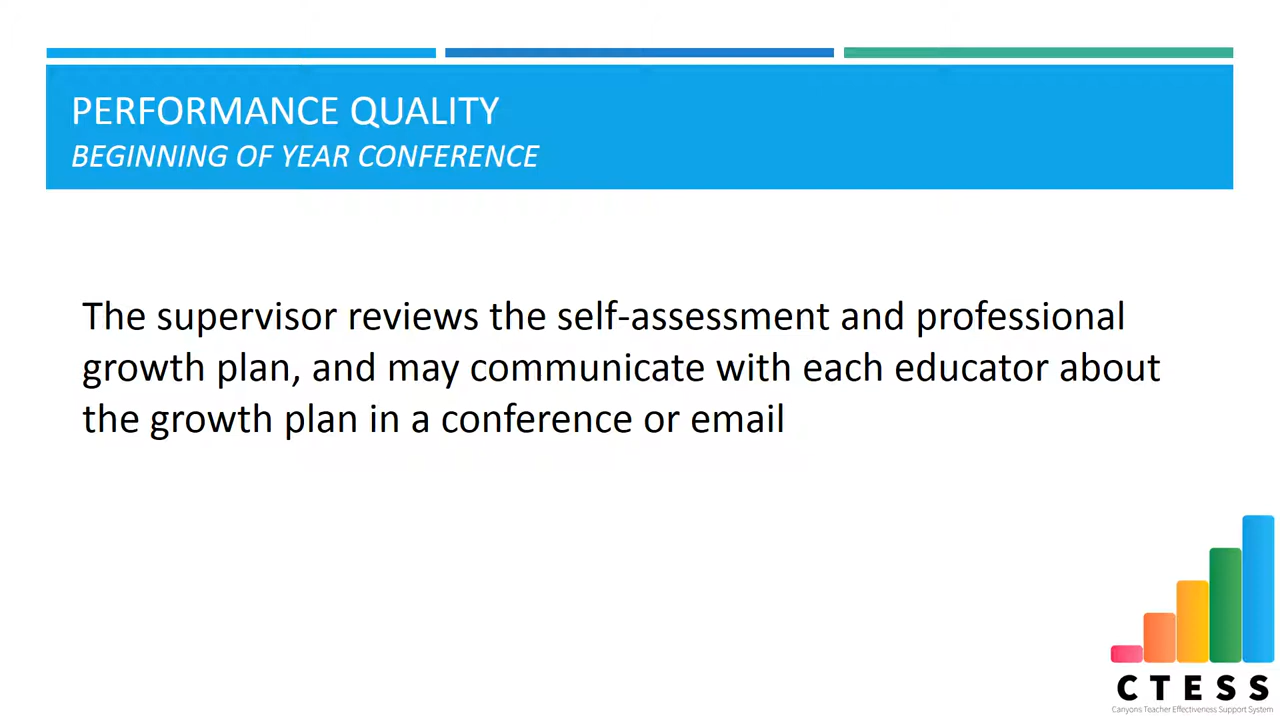 PERFORMANCE QUALITY
BEGINNING OF YEAR CONFERENCE
The supervisor reviews the self-assessment and professional
growth plan, and may communicate with each educator about
the growth plan in a conference or email
CTESS
Canyons Teacher Effectiveness Support System